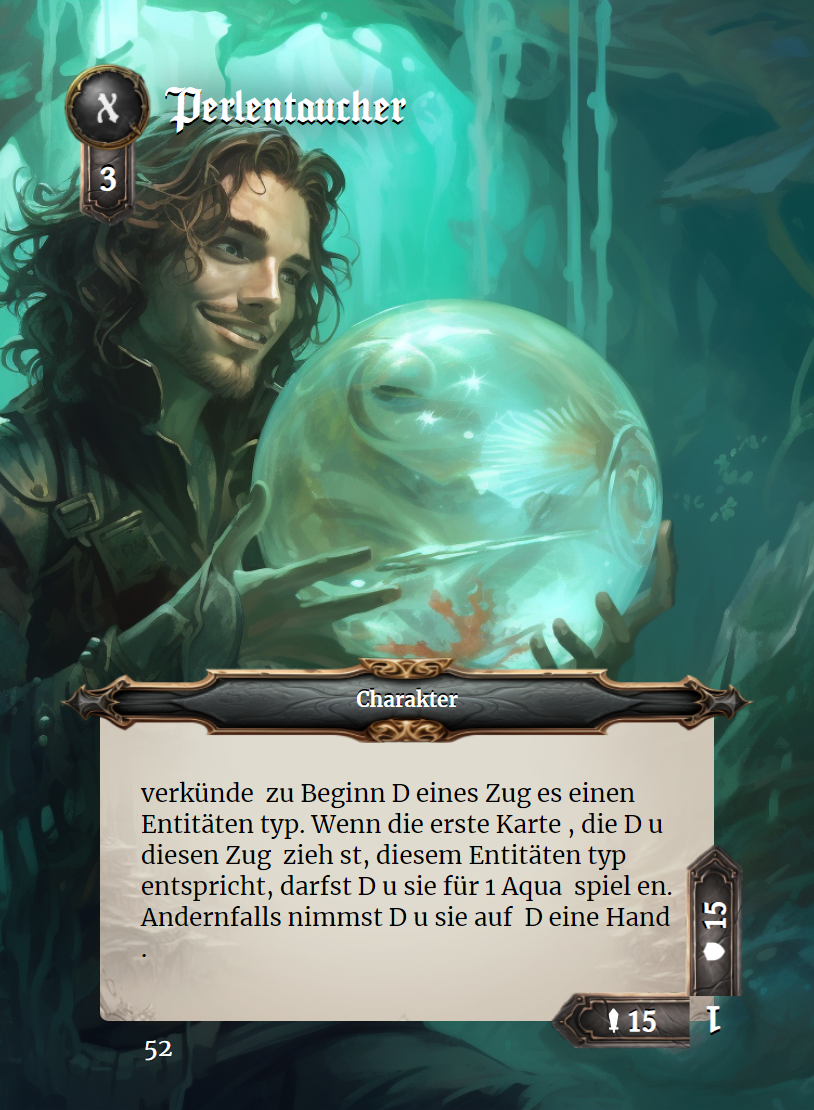 Perlentaucher
3
Charakter
verkünde zu Beginn D eines Zug es einen
Entitäten typ. Wenn die erste Karte , die D u
diesen Zug zieh st, diesem Entitäten typ
entspricht, darfst D u sie für 1 Aqua spiel en.
Andernfalls nimmst D u sie auf D eine Hand
.
15
15
1
52